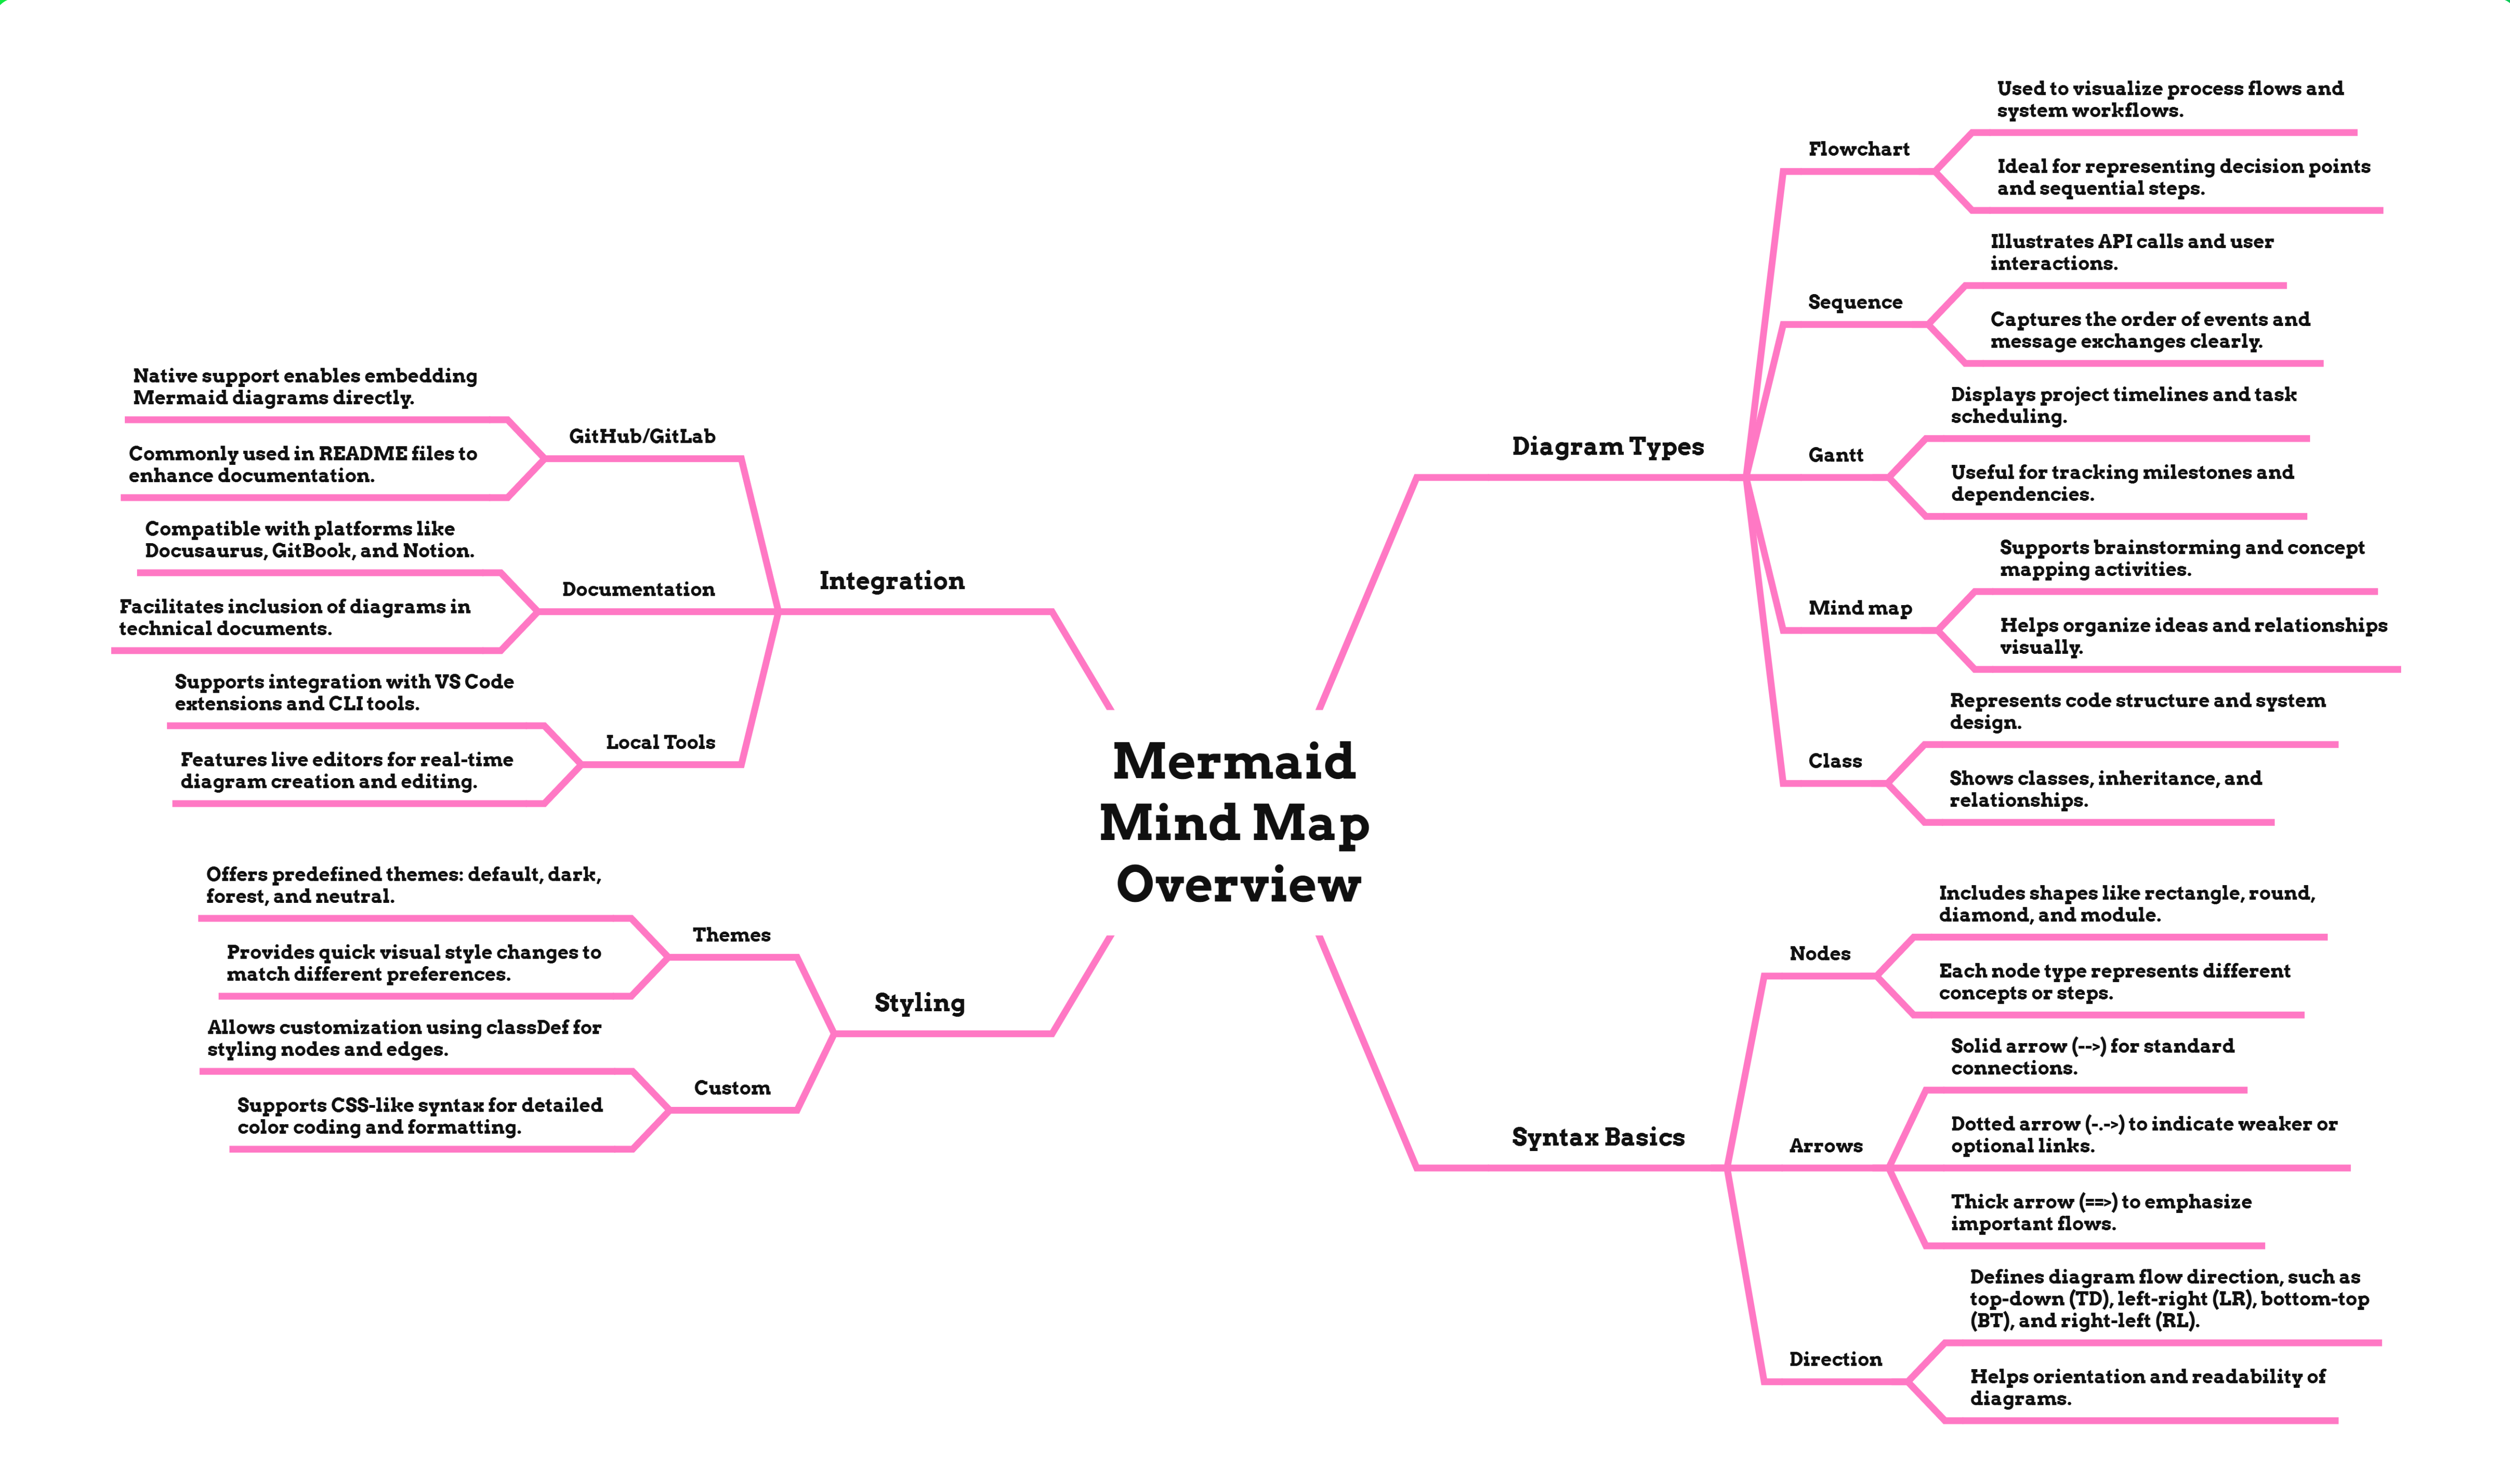 Mermaid
Mind Map
Overview
Diagram Types
Flowchart
Used to visualize process flows and
system workflows.
Ideal for representing decision points
and sequential steps.
Sequence
Illustrates API calls and user
interactions.
Captures the order of events and
message exchanges clearly.
Gantt
Displays project timelines and task
scheduling.
Useful for tracking milestones and
dependencies.
Mind map
Supports brainstorming and concept
mapping activities.
Helps organize ideas and relationships
visually.
Class
Represents code structure and system
design.
Shows classes, inheritance, and
relationships.
Syntax Basics
Nodes
Includes shapes like rectangle, round,
diamond, and module.
Each node type represents different
concepts or steps.
Arrows
Solid arrow (-->) for standard
connections.
Dotted arrow (-.->) to indicate weaker or
optional links.
Thick arrow (==>) to emphasize
important flows.
Direction
Defines diagram flow direction, such as
top-down (TD), left-right (LR), bottom-top
(BT), and right-left (RL).
Helps orientation and readability of
diagrams.
Integration
GitHub/GitLab
Native support enables embedding
Mermaid diagrams directly.
Commonly used in README files to
enhance documentation.
Documentation
Compatible with platforms like
Docusaurus, GitBook, and Notion.
Facilitates inclusion of diagrams in
technical documents.
Local Tools
Supports integration with VS Code
extensions and CLI tools.
Features live editors for real-time
diagram creation and editing.
Styling
Themes
Offers predefined themes: default, dark,
forest, and neutral.
Provides quick visual style changes to
match different preferences.
Custom
Allows customization using classDef for
styling nodes and edges.
Supports CSS-like syntax for detailed
color coding and formatting.